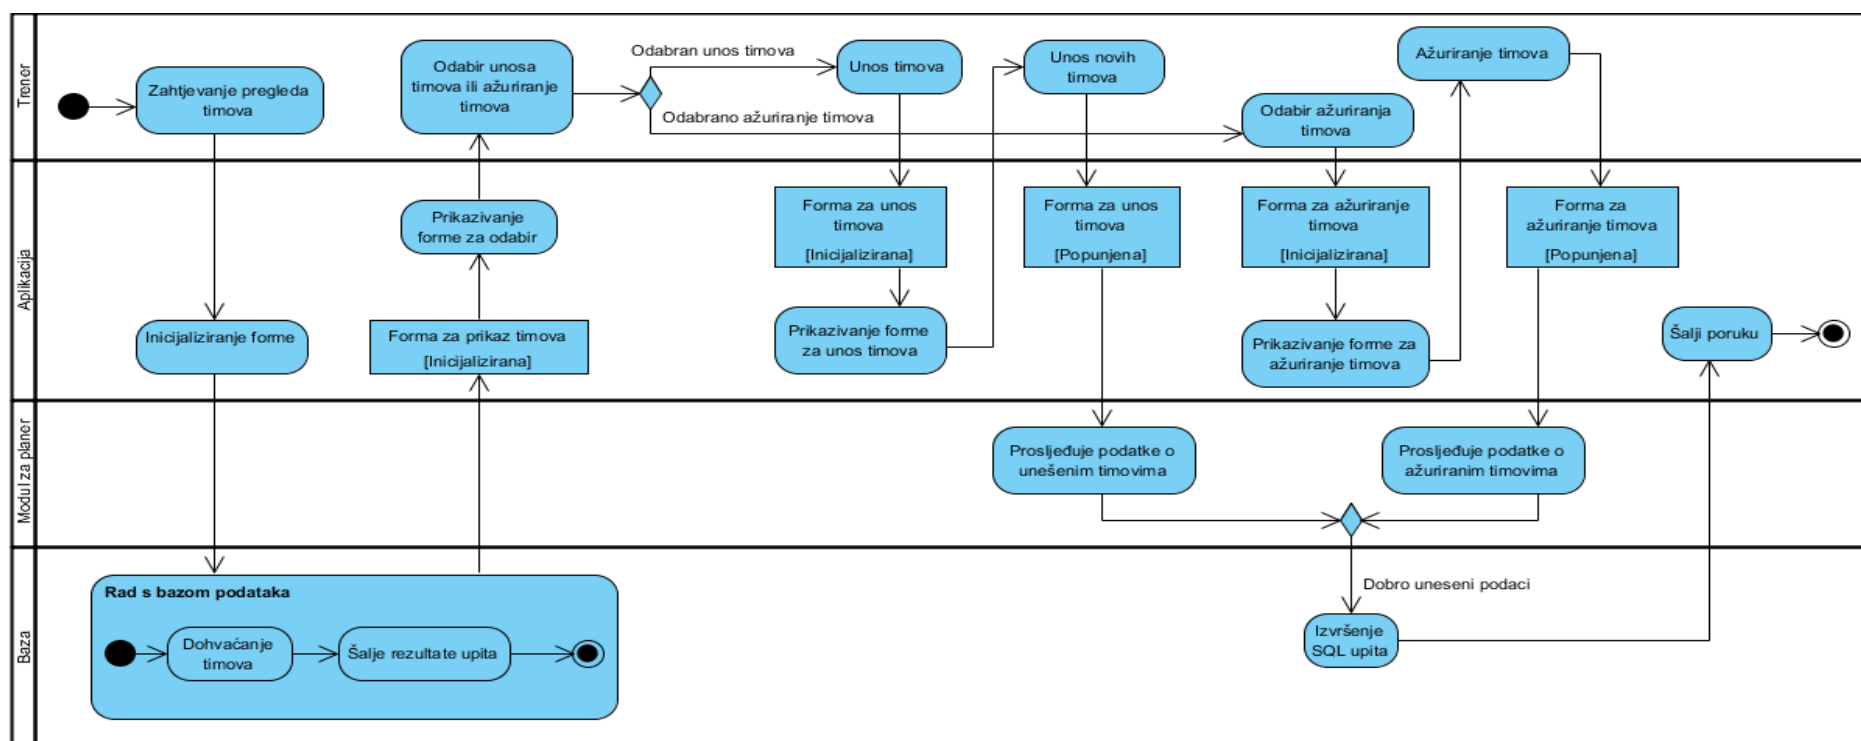 Trener
Zahtjevanje pregleda
timova
Odabir unosa
timova ili ažuriranje
timova
Odabran unos timova
Odabrano ažuriranje timova
Unos timova
Unos novih
timova
Odabir ažuriranja
timova
Ažuriranje timova
Aplikacija
Inicijaliziranje forme
Prikazivanje
forme za odabir
Forma za prikaz timova
[Inicijalizirana]
Forma za unos
timova
[Inicijalizirana]
Prikazivanje forme
za unos timova
Forma za unos
timova
[Popunjena]
Forma za ažuriranje
timova
[Inicijalizirana]
Prikazivanje forme za
ažuriranje timova
Forma za
ažuriranje timova
[Popunjena]
Šalji poruku
Modul za planer
Prosljeđuje podatke o
unešenim timovima
Prosljeđuje podatke o
ažuriranim timovima
Baza
Rad s bazom podataka
Dohvaćanje
timova
Šalje rezultate upita
Dobro uneseni podaci
Izvršenje
SQL upita